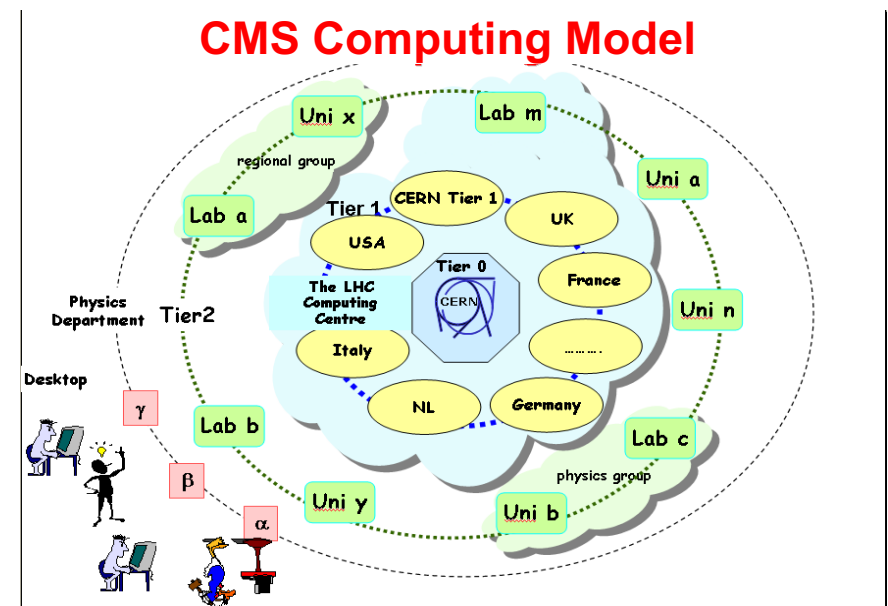 CMS Computing Model
Uni x
Lab m
regional group
Uni a
Lab a
Tier 1
CERN Tier 1
UK
USA
Tier 0
France
The LHC
Computing
Centre
CERN
Physics
Department
Tier2
Uni n
Italy
……….
Desktop
NL
Germany
γ
Lab b
Lab c
β
physics group
Uni y
Uni b
α